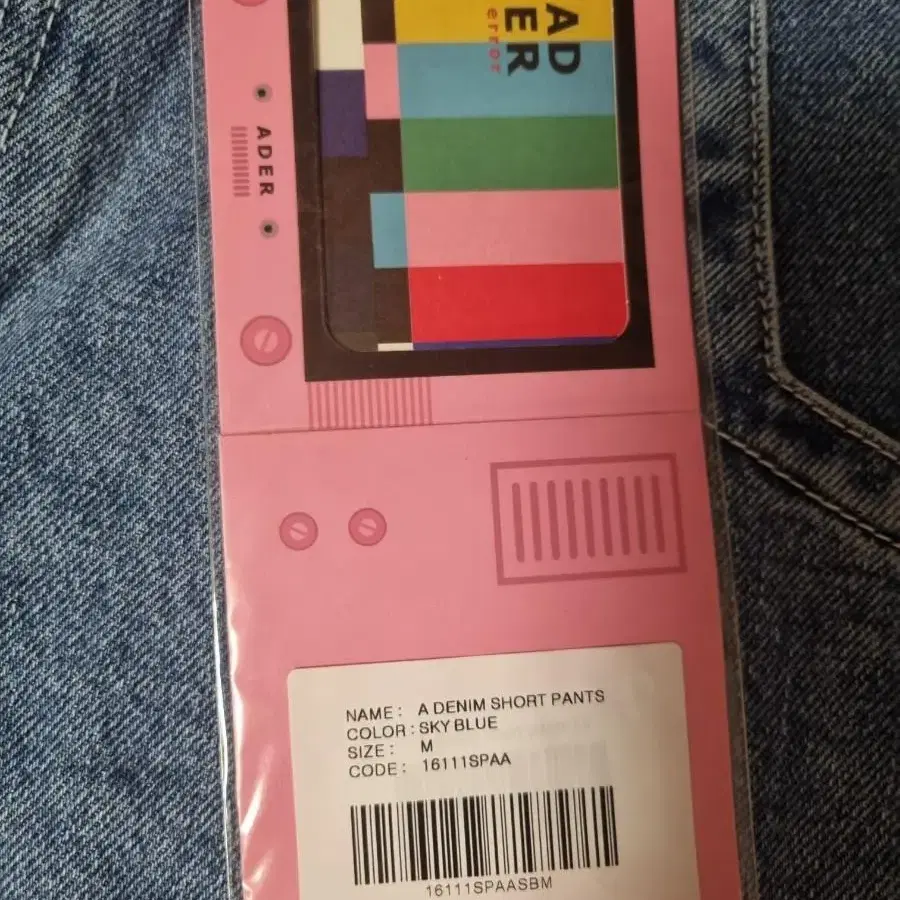 AD
ER
error
ADER
NAME : A DENIM SHORT PANTS
COLOR : SKY BLUE
SIZE : M
CODE : 16111SPAA
16111SPAASBM